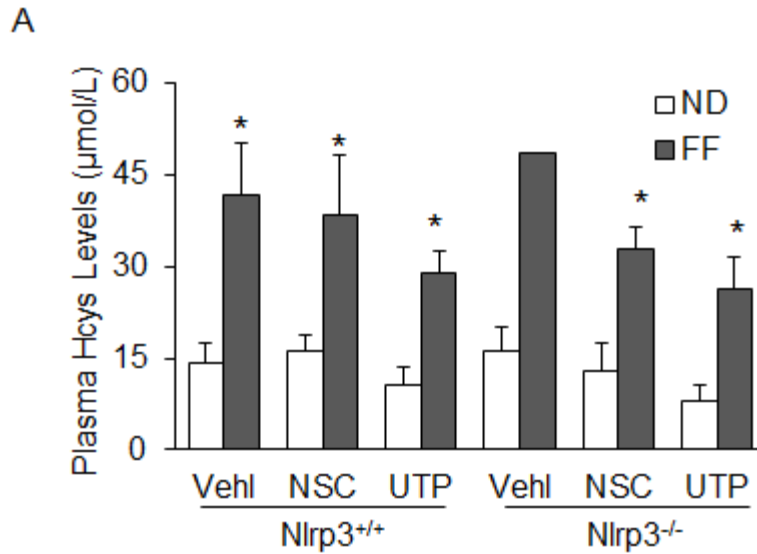 A
Plasma Hcys Levels (μmol/L)
60
45
30
15
0
ND
FF
* * * * *
Vehl NSC UTP Vehl NSC UTP
Nlrp3+/+ Nlrp3-/-